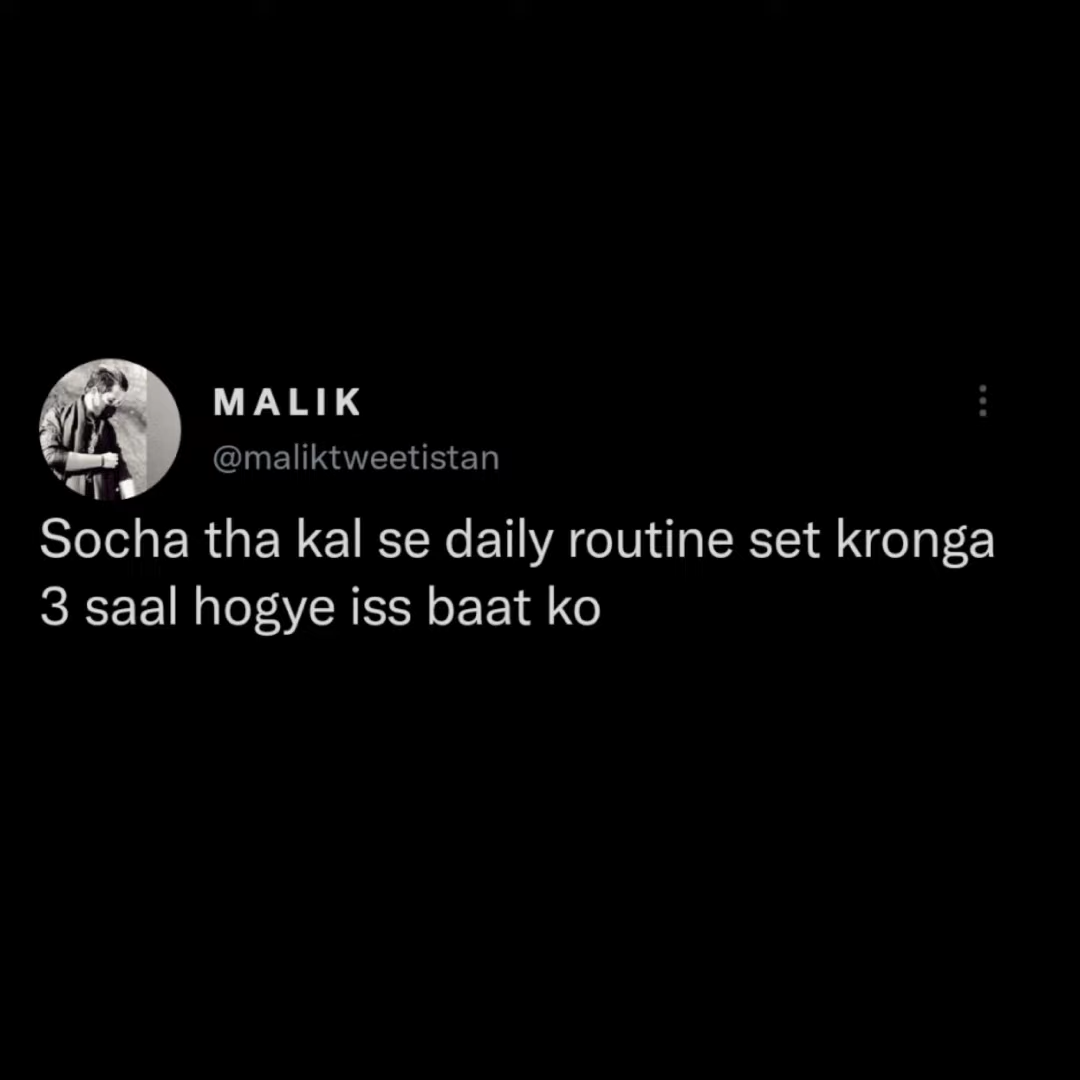 MALIK
@maliktweetistan
Socha tha kal se daily routine set kronga
3 saal hogye iss baat ko